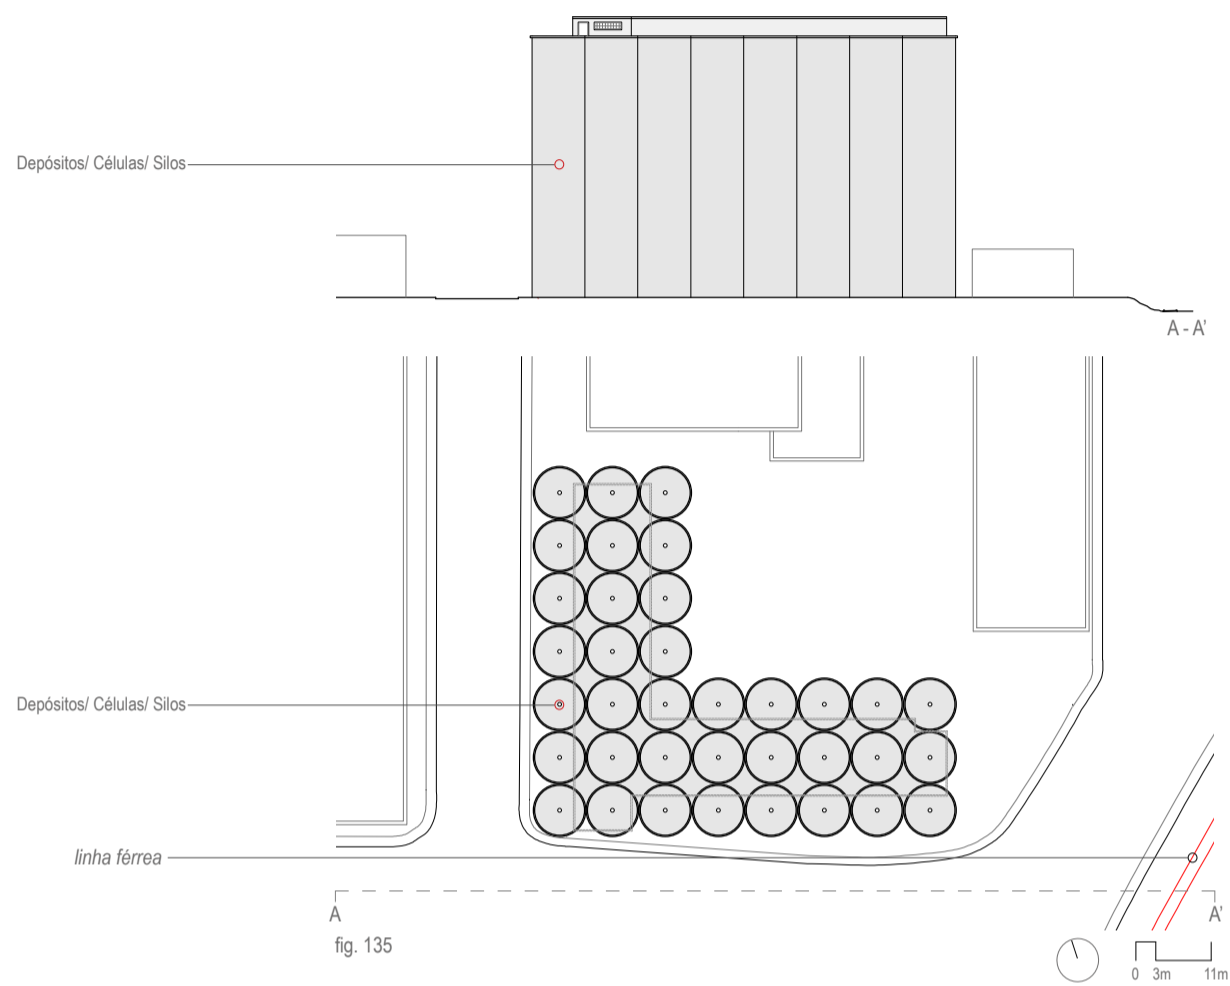 Depósitos/ Células/ Silos
A - A'
Depósitos/ Células/ Silos
linha férrea
A
A'
fig. 135
0 3m 11m